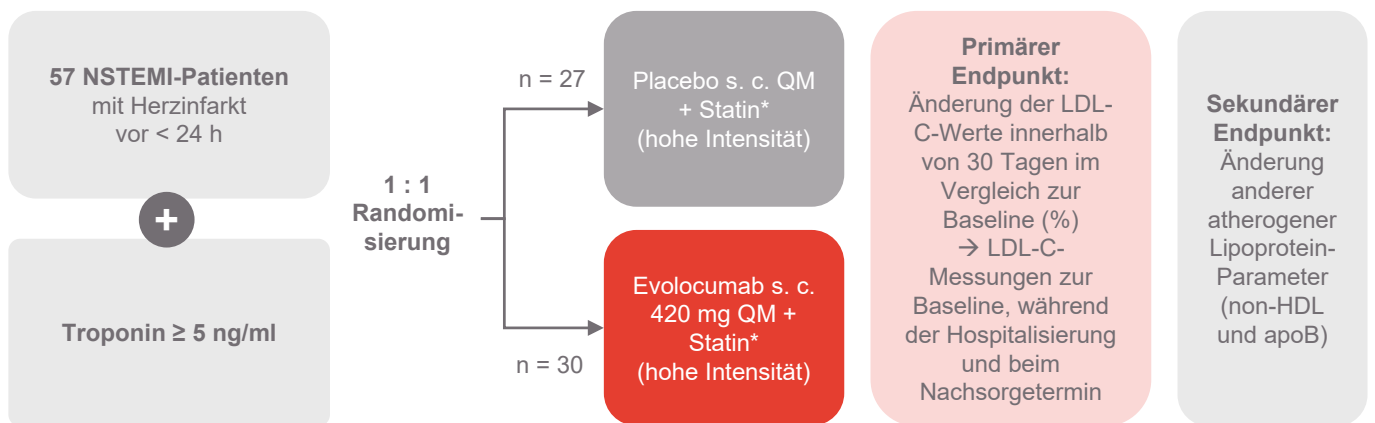 57 NSTEMI-Patienten
mit Herzinfarkt
vor < 24 h
+
Troponin ≥ 5 ng/ml
1 : 1
Randomi-
sierung
n = 27
n = 30
Placebo s. c. QM
+ Statin*
(hohe Intensität)
Evolocumab s. c.
420 mg QM +
Statin*
(hohe Intensität)
Primärer
Endpunkt:
Änderung der LDL-
C-Werte innerhalb
von 30 Tagen im
Vergleich zur
Baseline (%)
→ LDL-C-
Messungen zur
Baseline, während
der Hospitalisierung
und beim
Nachsorgetermin
Sekundärer
Endpunkt:
Änderung
anderer
atherogener
Lipoprotein-
Parameter
(non-HDL
und apoB)